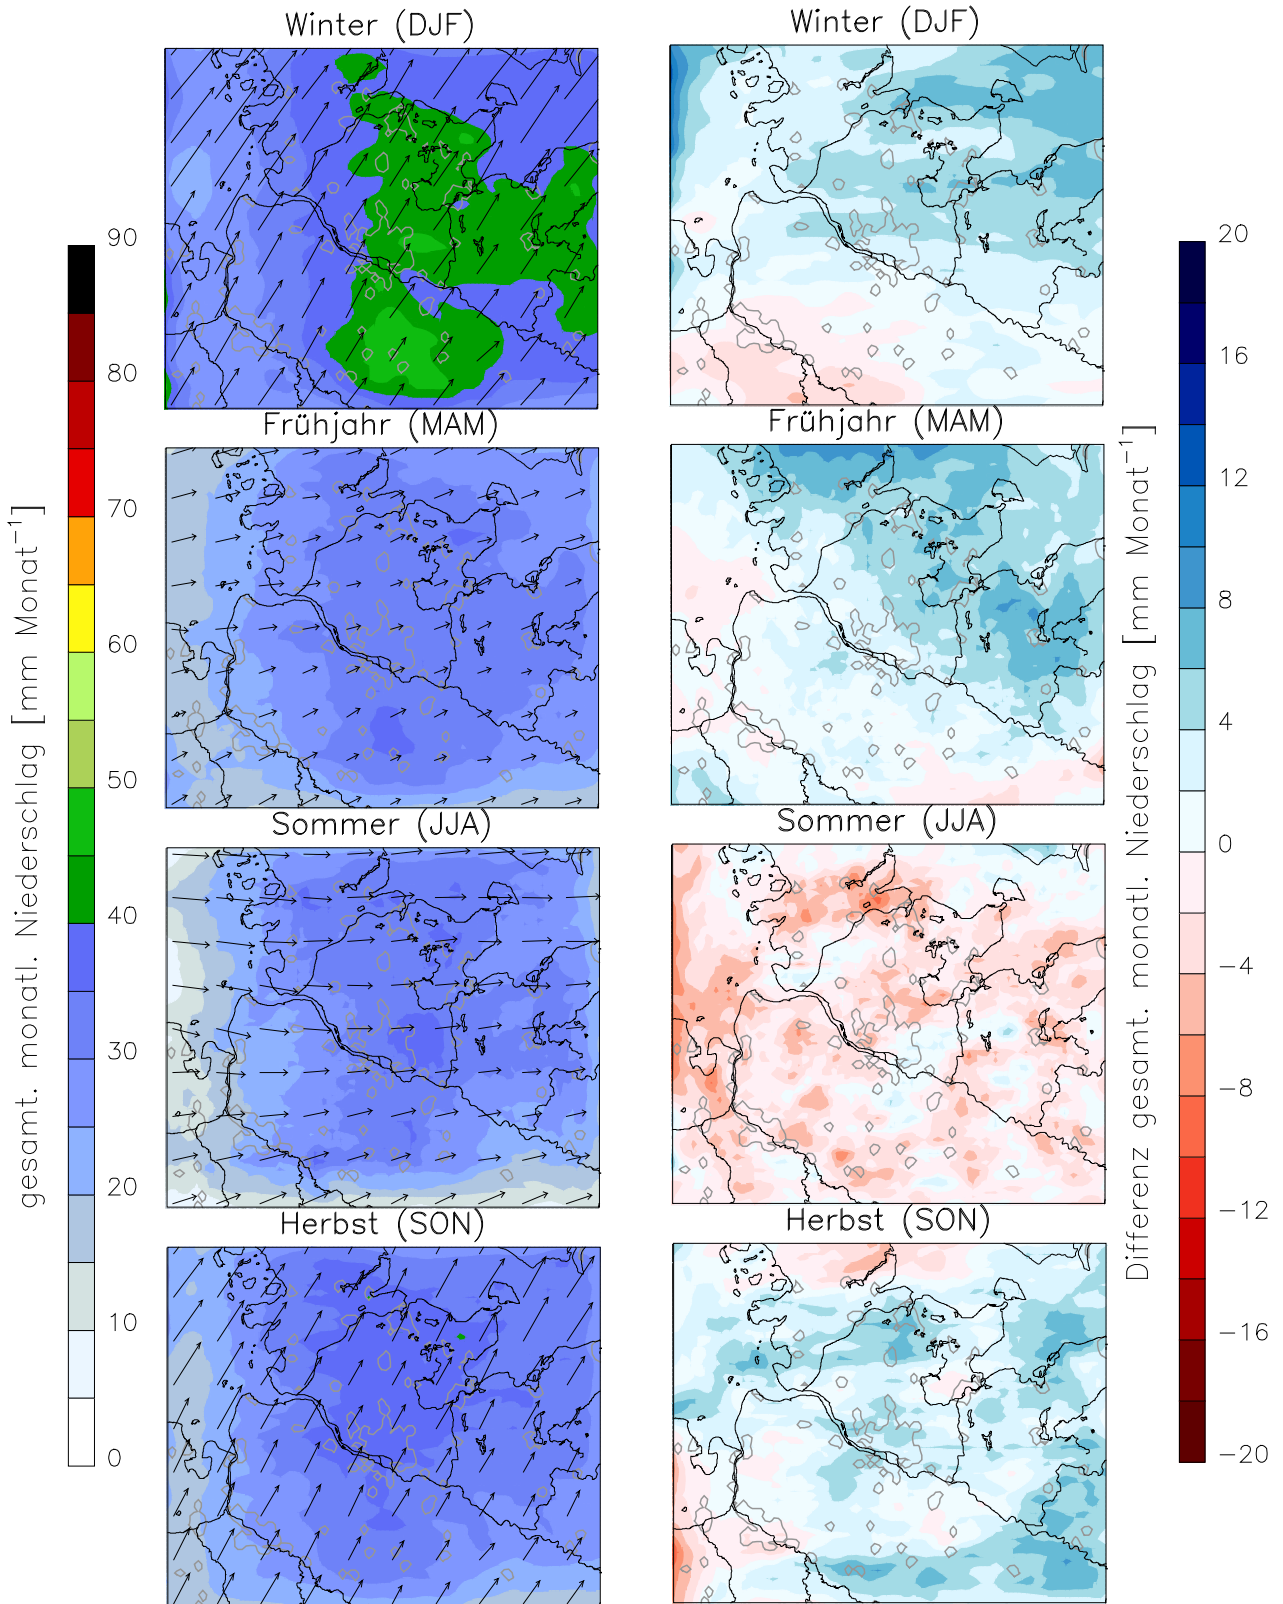 Winter (DJF)
Winter (DJF)
Frühjahr (MAM)
Frühjahr (MAM)
Sommer (JJA)
Sommer (JJA)
Herbst (SON)
Herbst (SON)
gesamt. monatl. Niederschlag [mm Monat⁻¹]
90
80
70
60
50
40
30
20
10
0
Differenz gesamt. monatl. Niederschlag [mm Monat⁻¹]
20
16
12
8
4
0
−4
−8
−12
−16
−20